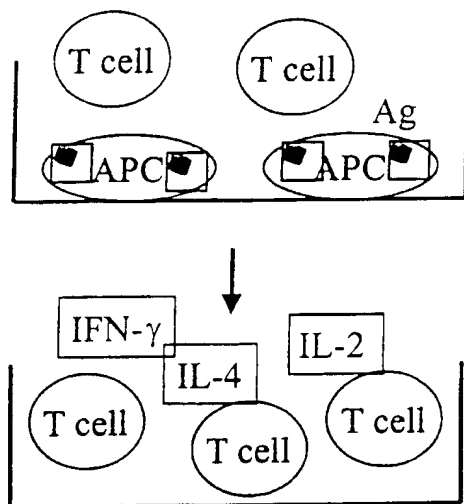 T cell
T cell
Ag
APC
APC
IFN-γ
IL-2
IL-4
T cell
T cell
T cell